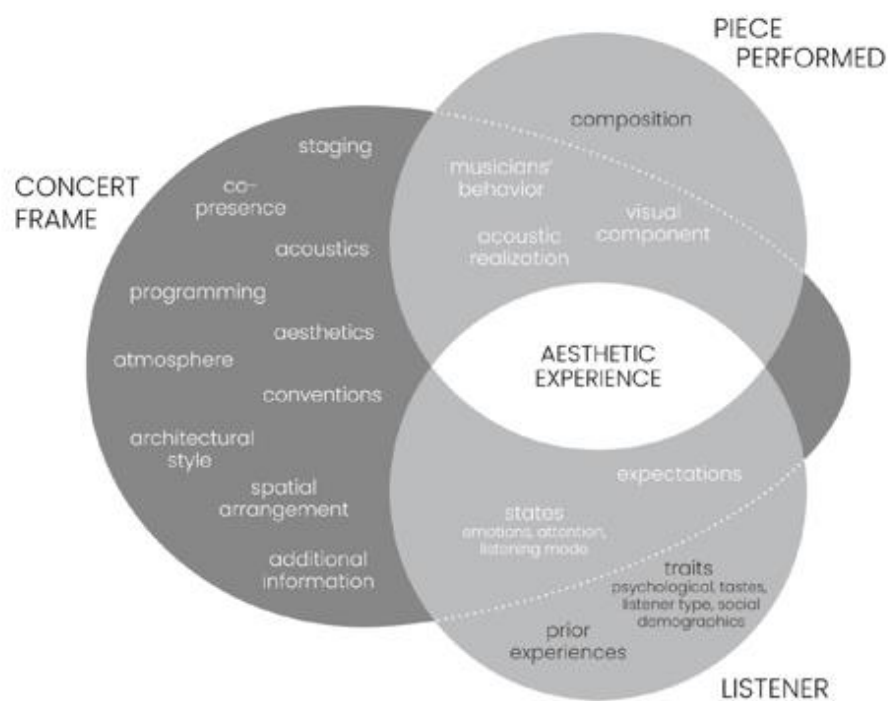 PIECE
PERFORMED
composition
musicians'
behavior
visual
component
acoustic
realization
CONCERT
FRAME
staging
co-
presence
acoustics
programming
aesthetics
atmosphere
conventions
architectural
style
spatial
arrangement
additional
information
AESTHETIC
EXPERIENCE
expectations
states
emotions, attention,
listening mode
traits
psychological, tastes,
listener type, social
demographics
prior
experiences
LISTENER